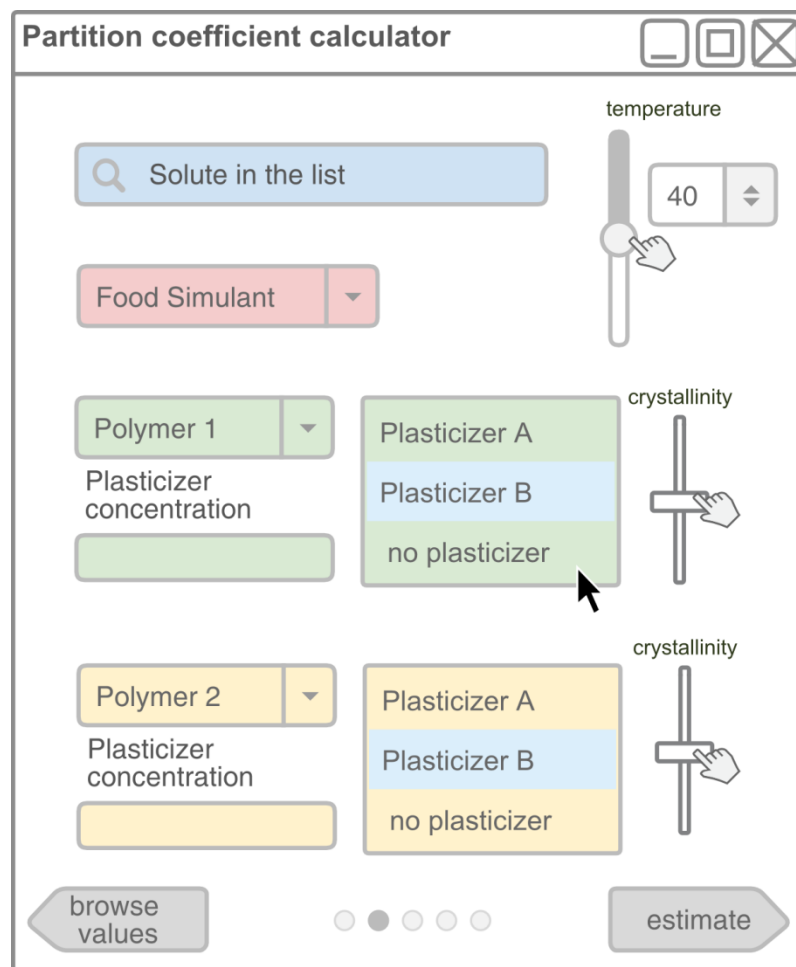 Partition coefficient calculator
temperature
Solute in the list
40
Food Simulant
crystallinity
Polymer 1
Plasticizer A
Plasticizer
concentration
Plasticizer B
no plasticizer
crystallinity
Polymer 2
Plasticizer A
Plasticizer
concentration
Plasticizer B
no plasticizer
browse
values
estimate